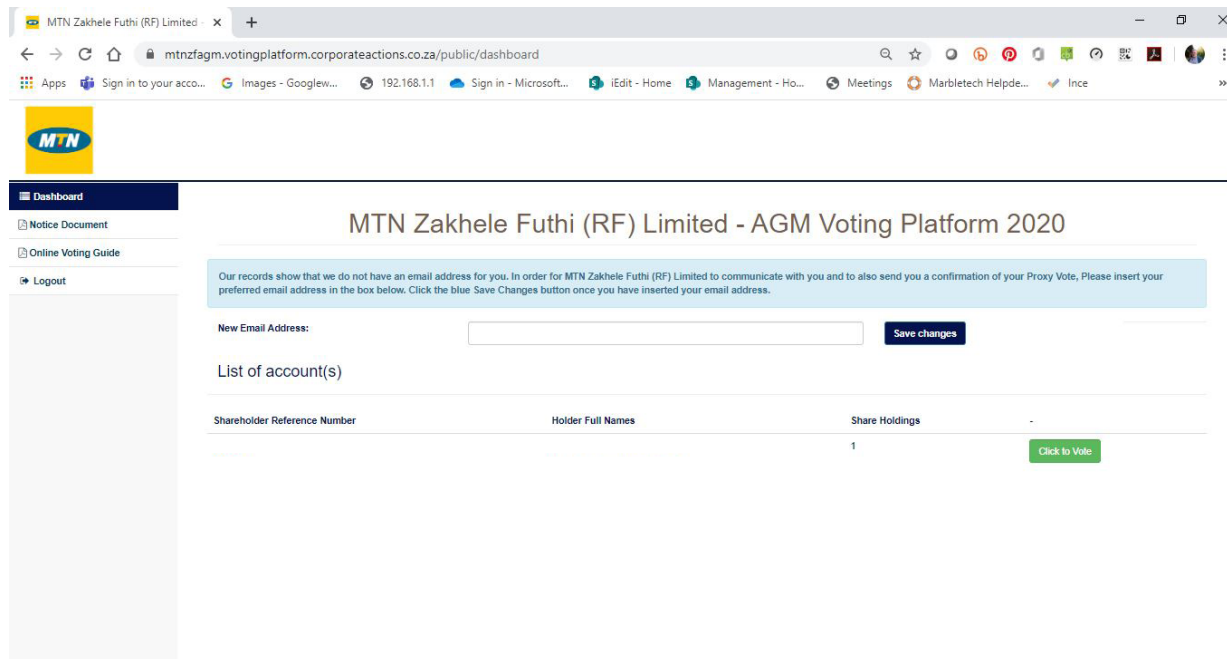 MTN Zakhele Futhi (RF) Limited -
mtnzfagm.votingplatform.corporateactions.co.za/public/dashboard
Apps Sign in to your acco... Images - Googlew... 192.168.1.1 Sign in - Microsoft... iEdit - Home Management - Ho... Meetings Marbletech Helpde... Ince
MTN
Dashboard
Notice Document
Online Voting Guide
Logout
MTN Zakhele Futhi (RF) Limited - AGM Voting Platform 2020
Our records show that we do not have an email address for you. In order for MTN Zakhele Futhi (RF) Limited to communicate with you and to also send you a confirmation of your Proxy Vote, Please insert your
preferred email address in the box below. Click the blue Save Changes button once you have inserted your email address.
New Email Address: Save changes
List of account(s)
Shareholder Reference Number Holder Full Names Share Holdings -
1 Click to Vote